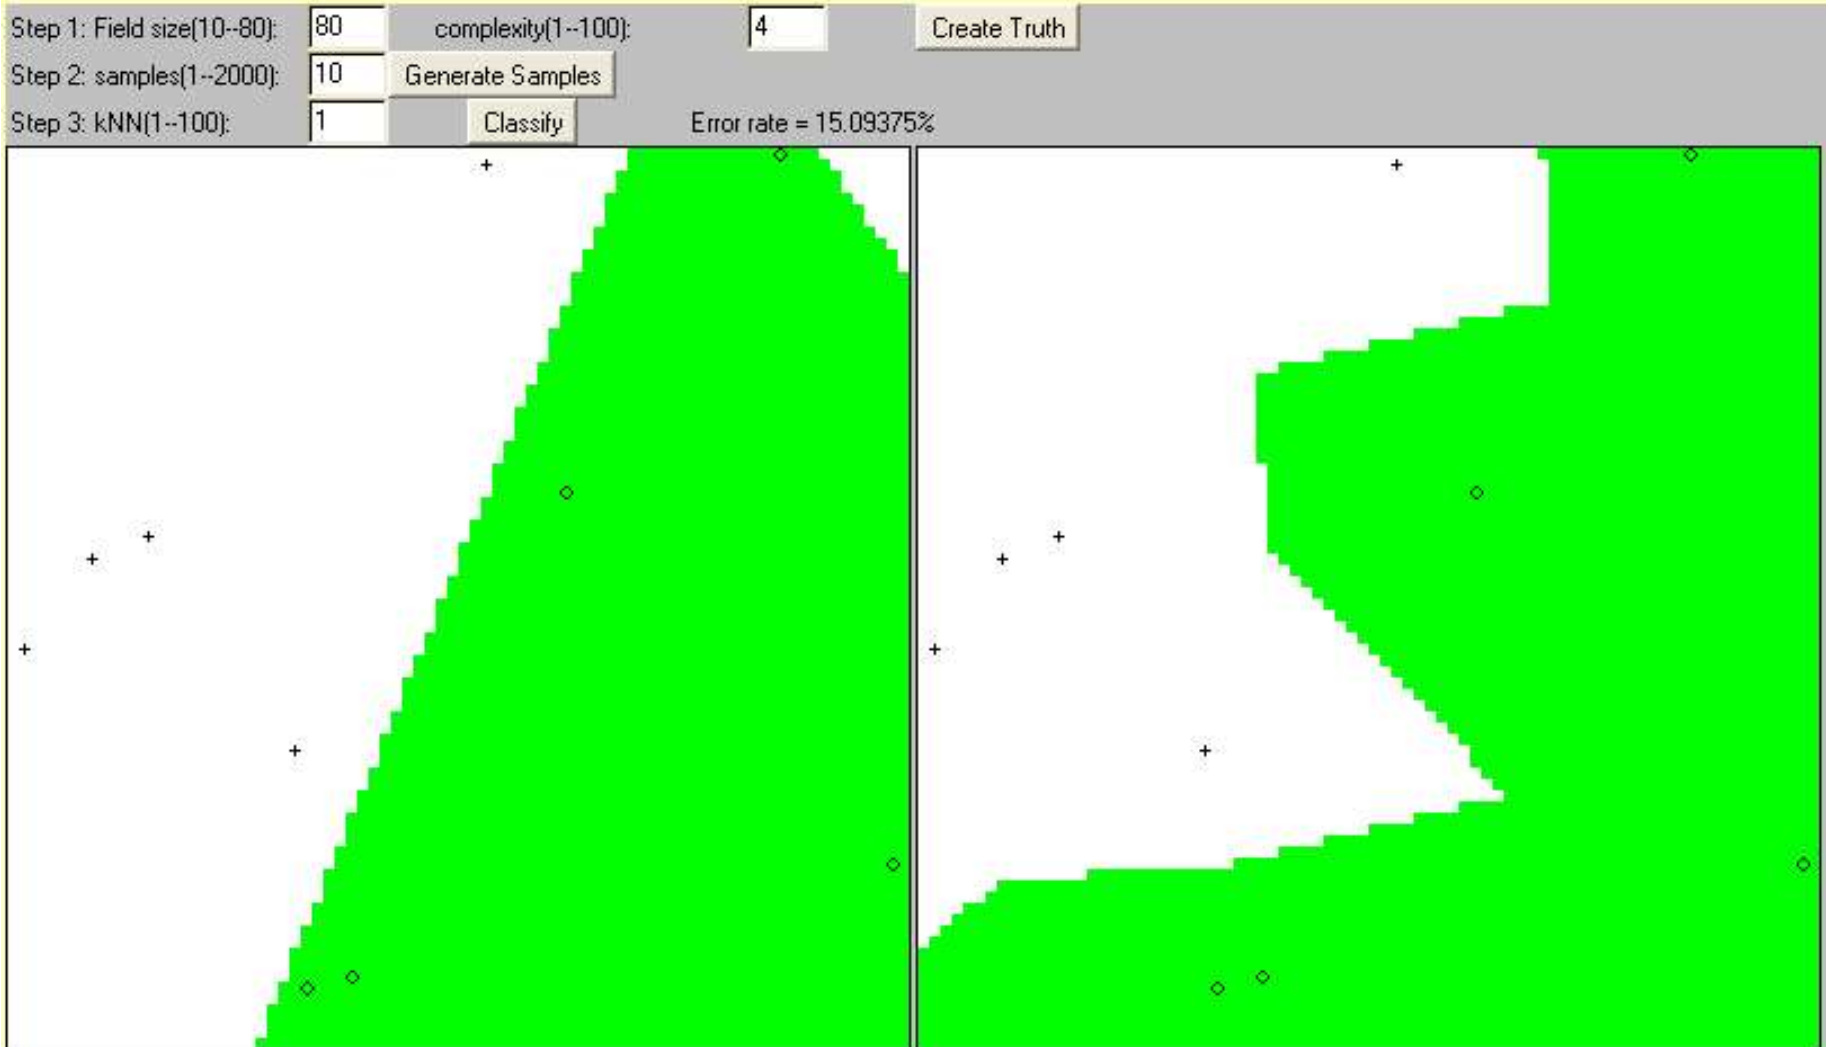 Step 1: Field size(10--80): 80 complexity(1--100): 4 Create Truth
Step 2: samples(1--2000): 10 Generate Samples
Step 3: kNN(1--100): 1 Classify Error rate = 15.09375%